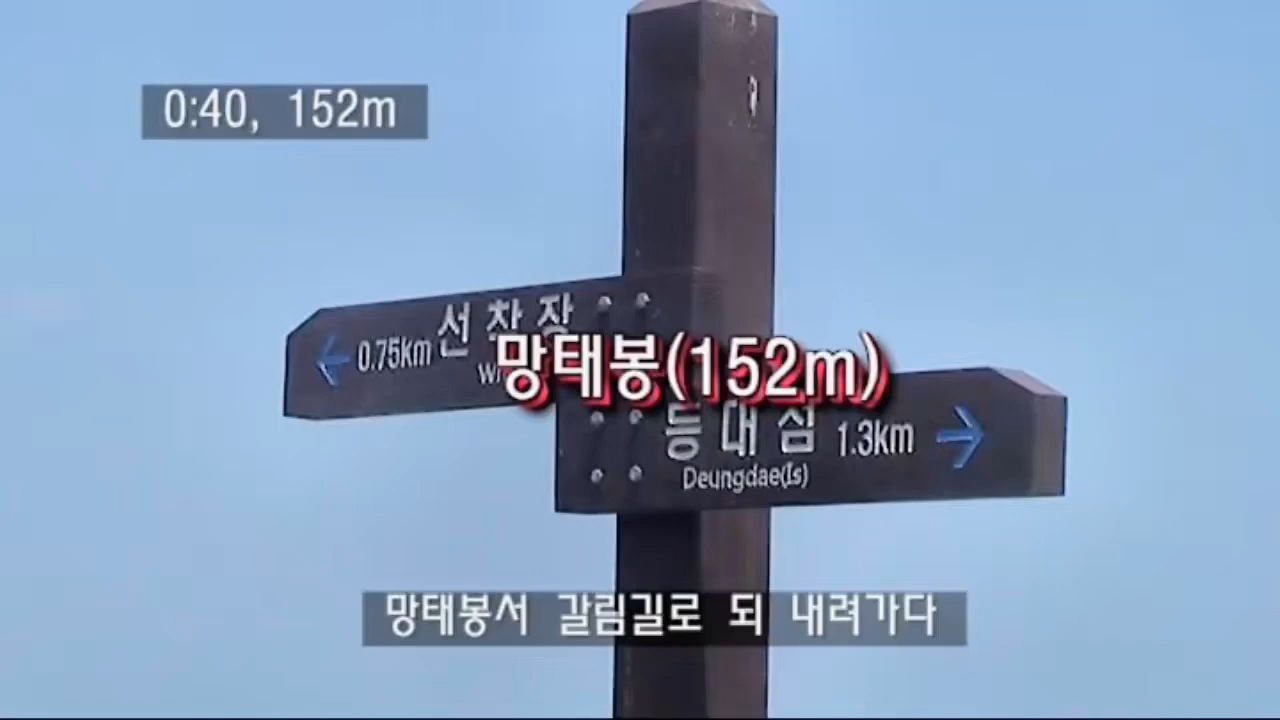 0:40, 152m
0.75km 선창장
망태봉(152m)
등대섬 1.3km
Deungdae(Is)
망태봉서 갈림길로 되 내려가다